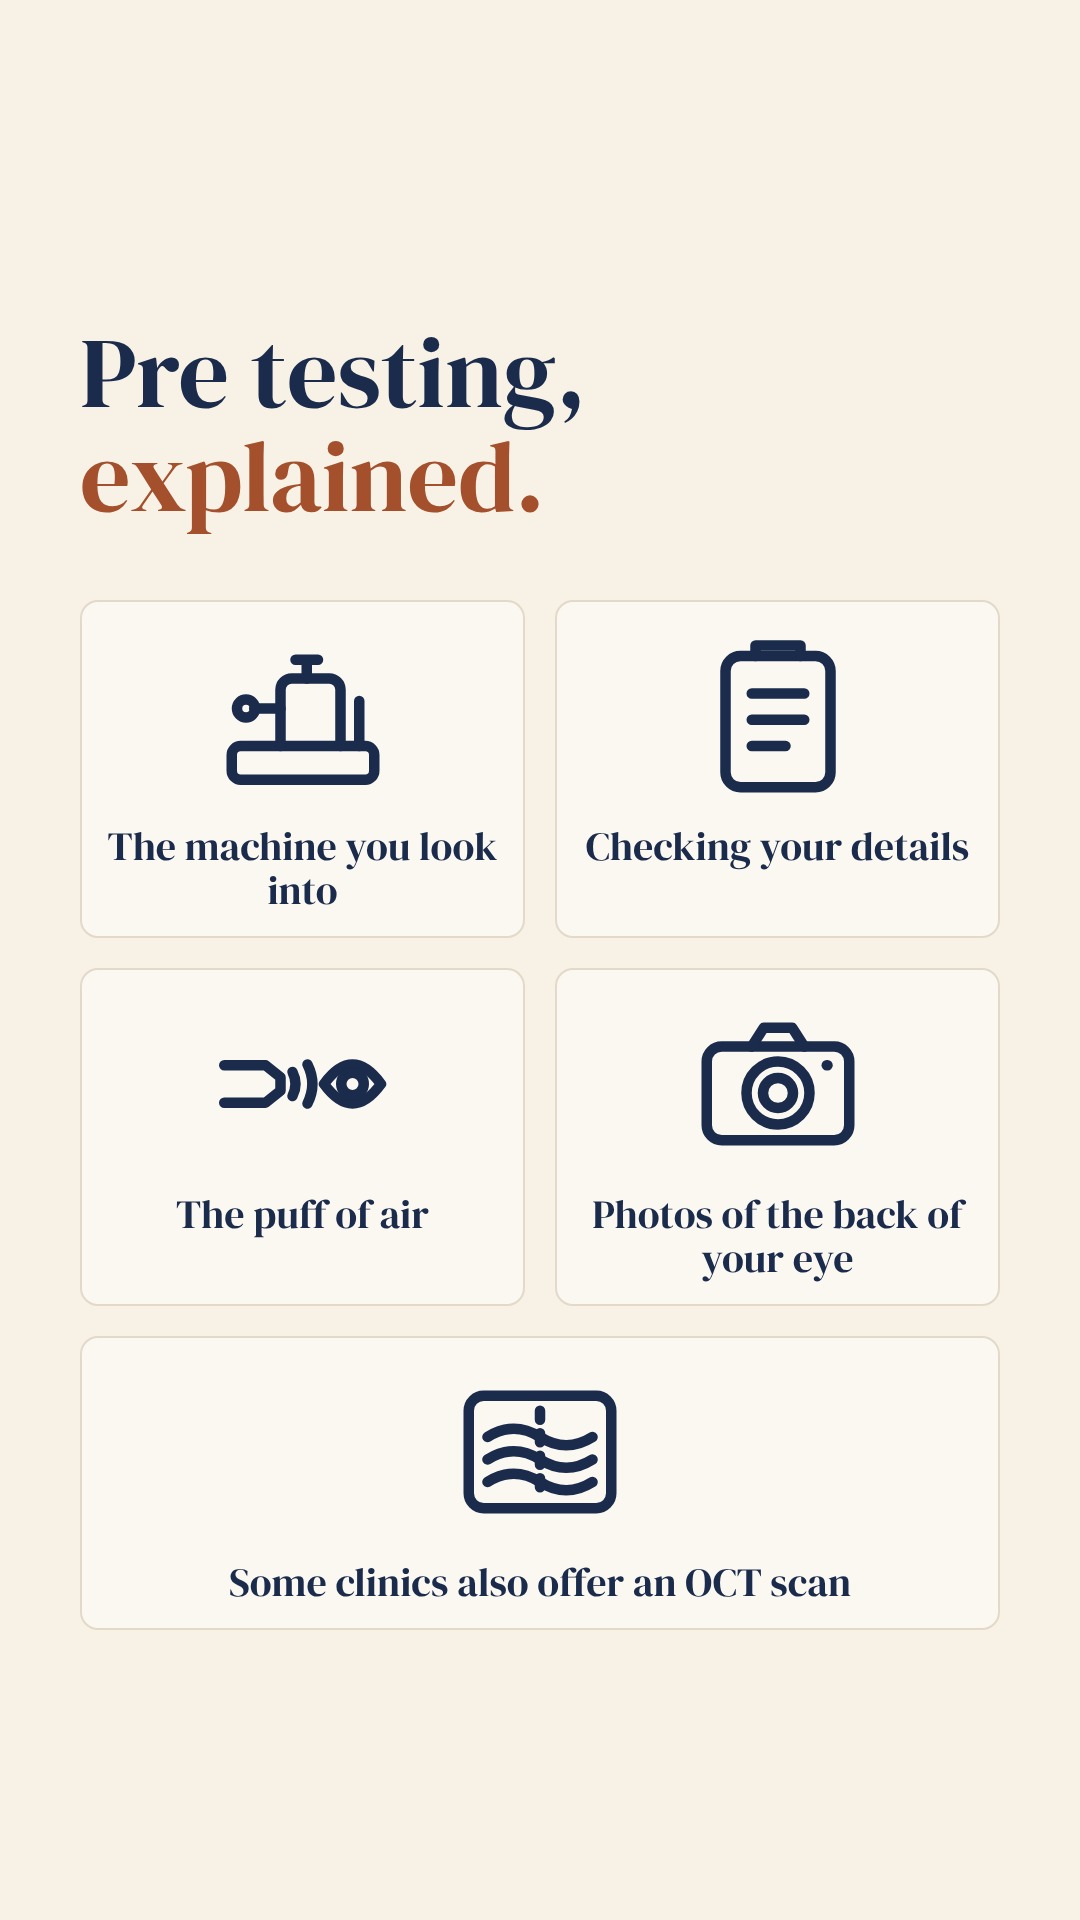 Pre testing,
explained.
The machine you look
into
Checking your details
The puff of air
Photos of the back of
your eye
Some clinics also offer an OCT scan